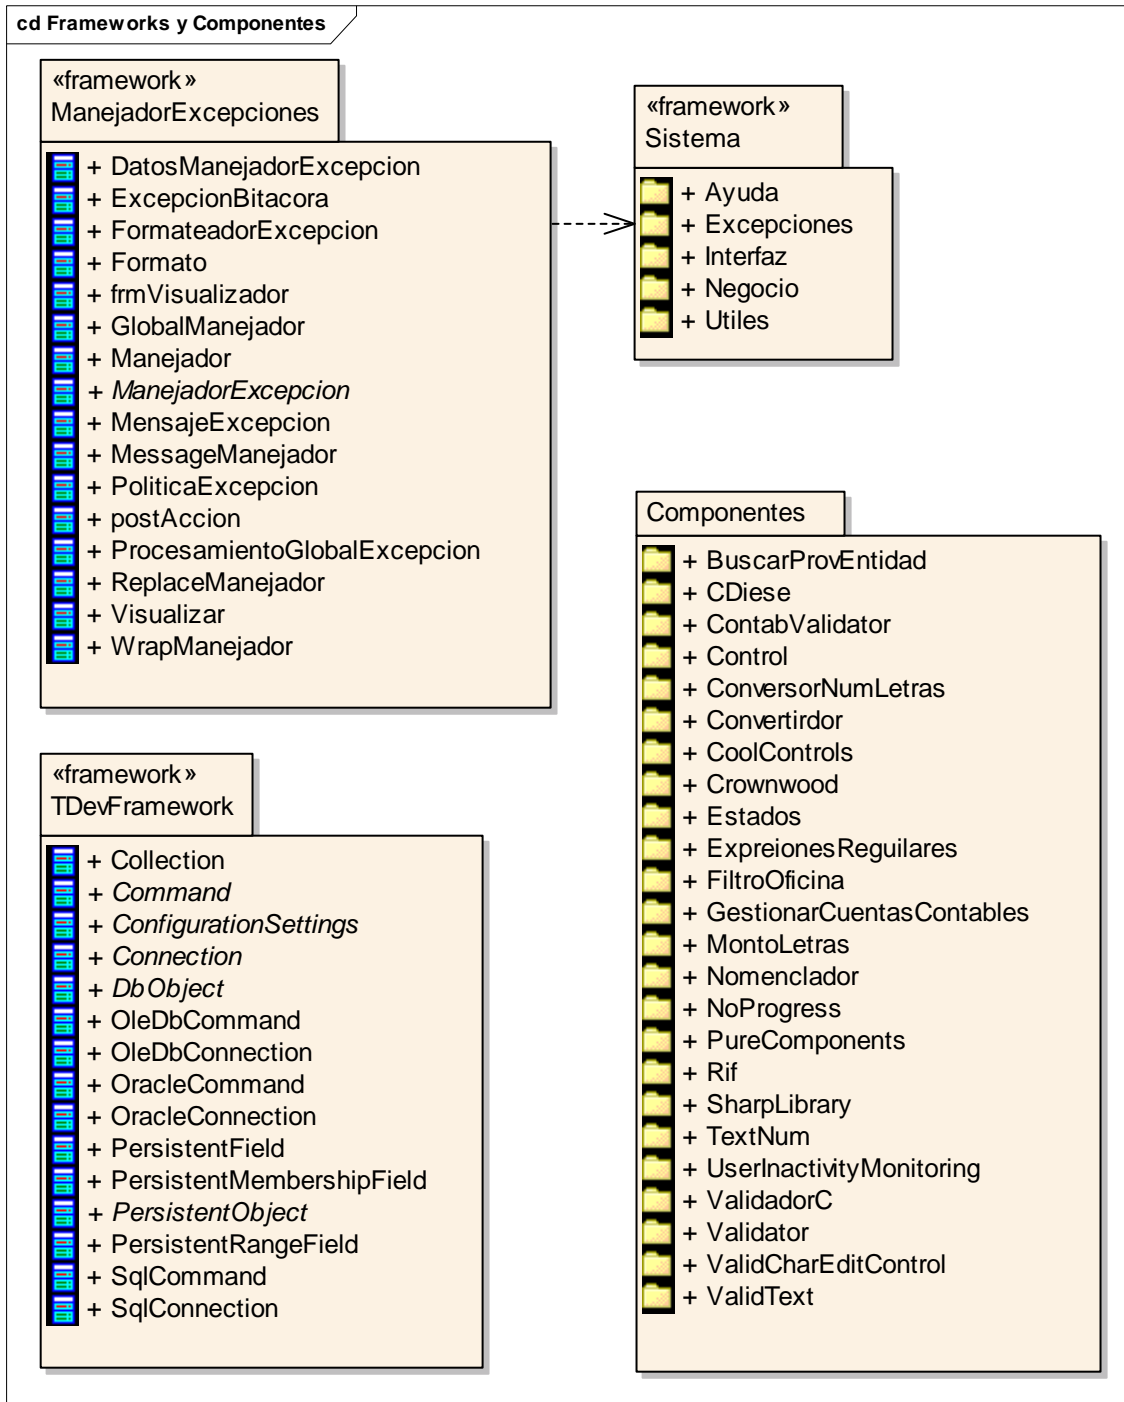 cd Frameworks y Componentes
«framework»
ManejadorExcepciones
+ DatosManejadorExcepcion
+ ExcepcionBitacora
+ FormateadorExcepcion
+ Formato
+ frmVisualizador
+ GlobalManejador
+ Manejador
+ ManejadorExcepcion
+ MensajeExcepcion
+ MessageManejador
+ PoliticaExcepcion
+ postAccion
+ ProcesamientoGlobalExcepcion
+ ReplaceManejador
+ Visualizar
+ WrapManejador
«framework»
Sistema
+ Ayuda
+ Excepciones
+ Interfaz
+ Negocio
+ Utiles
«framework»
TDevFramework
+ Collection
+ Command
+ ConfigurationSettings
+ Connection
+ DbObject
+ OleDbCommand
+ OleDbConnection
+ OracleCommand
+ OracleConnection
+ PersistentField
+ PersistentMembershipField
+ PersistentObject
+ PersistentRangeField
+ SqlCommand
+ SqlConnection
Componentes
+ BuscarProvEntidad
+ CDiese
+ ContabValidator
+ Control
+ ConversorNumLetras
+ Convertirdor
+ CoolControls
+ Crownwood
+ Estados
+ ExpreionesReguilares
+ FiltroOficina
+ GestionarCuentasContables
+ MontoLetras
+ Nomenclador
+ NoProgress
+ PureComponents
+ Rif
+ SharpLibrary
+ TextNum
+ UserInactivityMonitoring
+ ValidadorC
+ Validator
+ ValidCharEditControl
+ ValidText